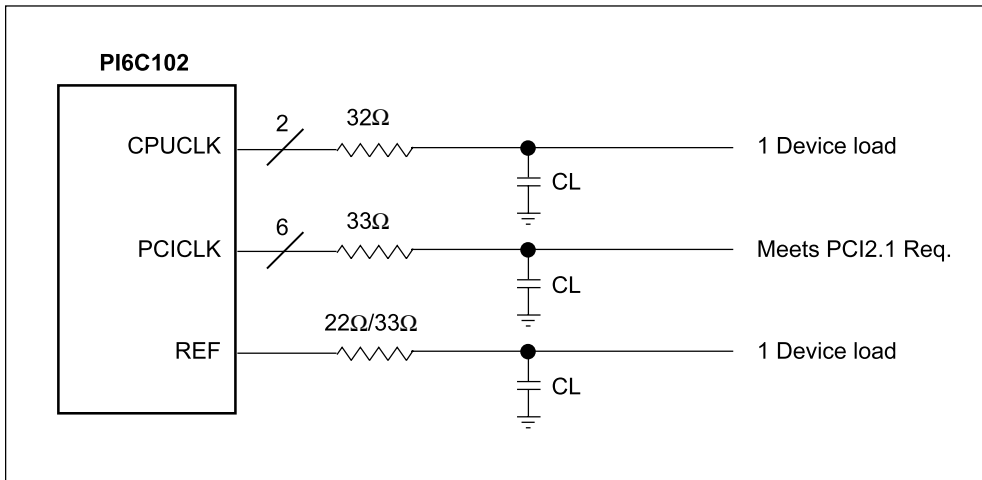 PI6C102
CPUCLK
2
32Ω
1 Device load
CL
PCICLK
6
33Ω
Meets PCI2.1 Req.
CL
REF
22Ω/33Ω
1 Device load
CL